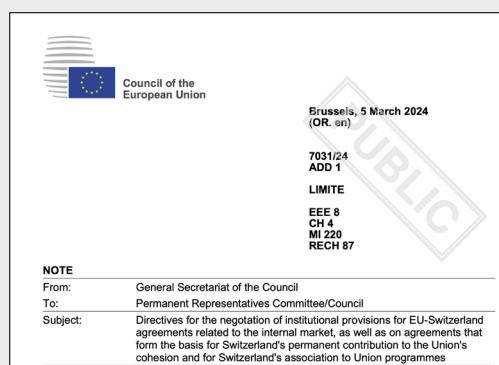 Council of the
European Union
Brussels, 5 March 2024
(OR. en)
7031/24
ADD 1
LIMITE
EEE 8
CH 4
MI 220
RECH 87
PUBLIC
NOTE
From: General Secretariat of the Council
To: Permanent Representatives Committee/Council
Subject: Directives for the negotation of institutional provisions for EU-Switzerland
agreements related to the internal market, as well as on agreements that
form the basis for Switzerland's permanent contribution to the Union's
cohesion and for Switzerland's association to Union programmes